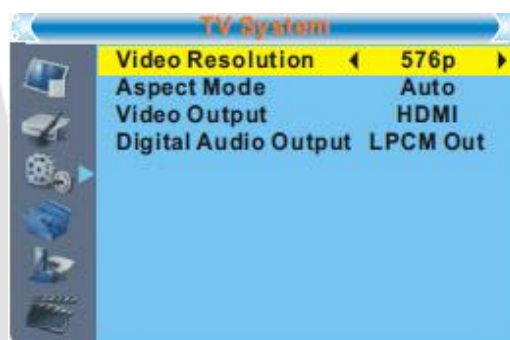 TV System
Video Resolution 576p
Aspect Mode Auto
Video Output HDMI
Digital Audio Output LPCM Out